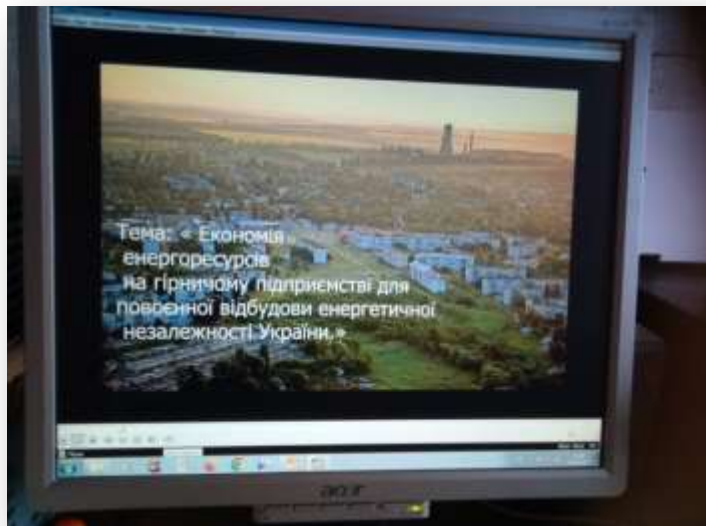 Тема: « Економія
енергоресурсів
на гірничому підприємстві для
повоєнної відбудови енергетичної
незалежності України.»
acer